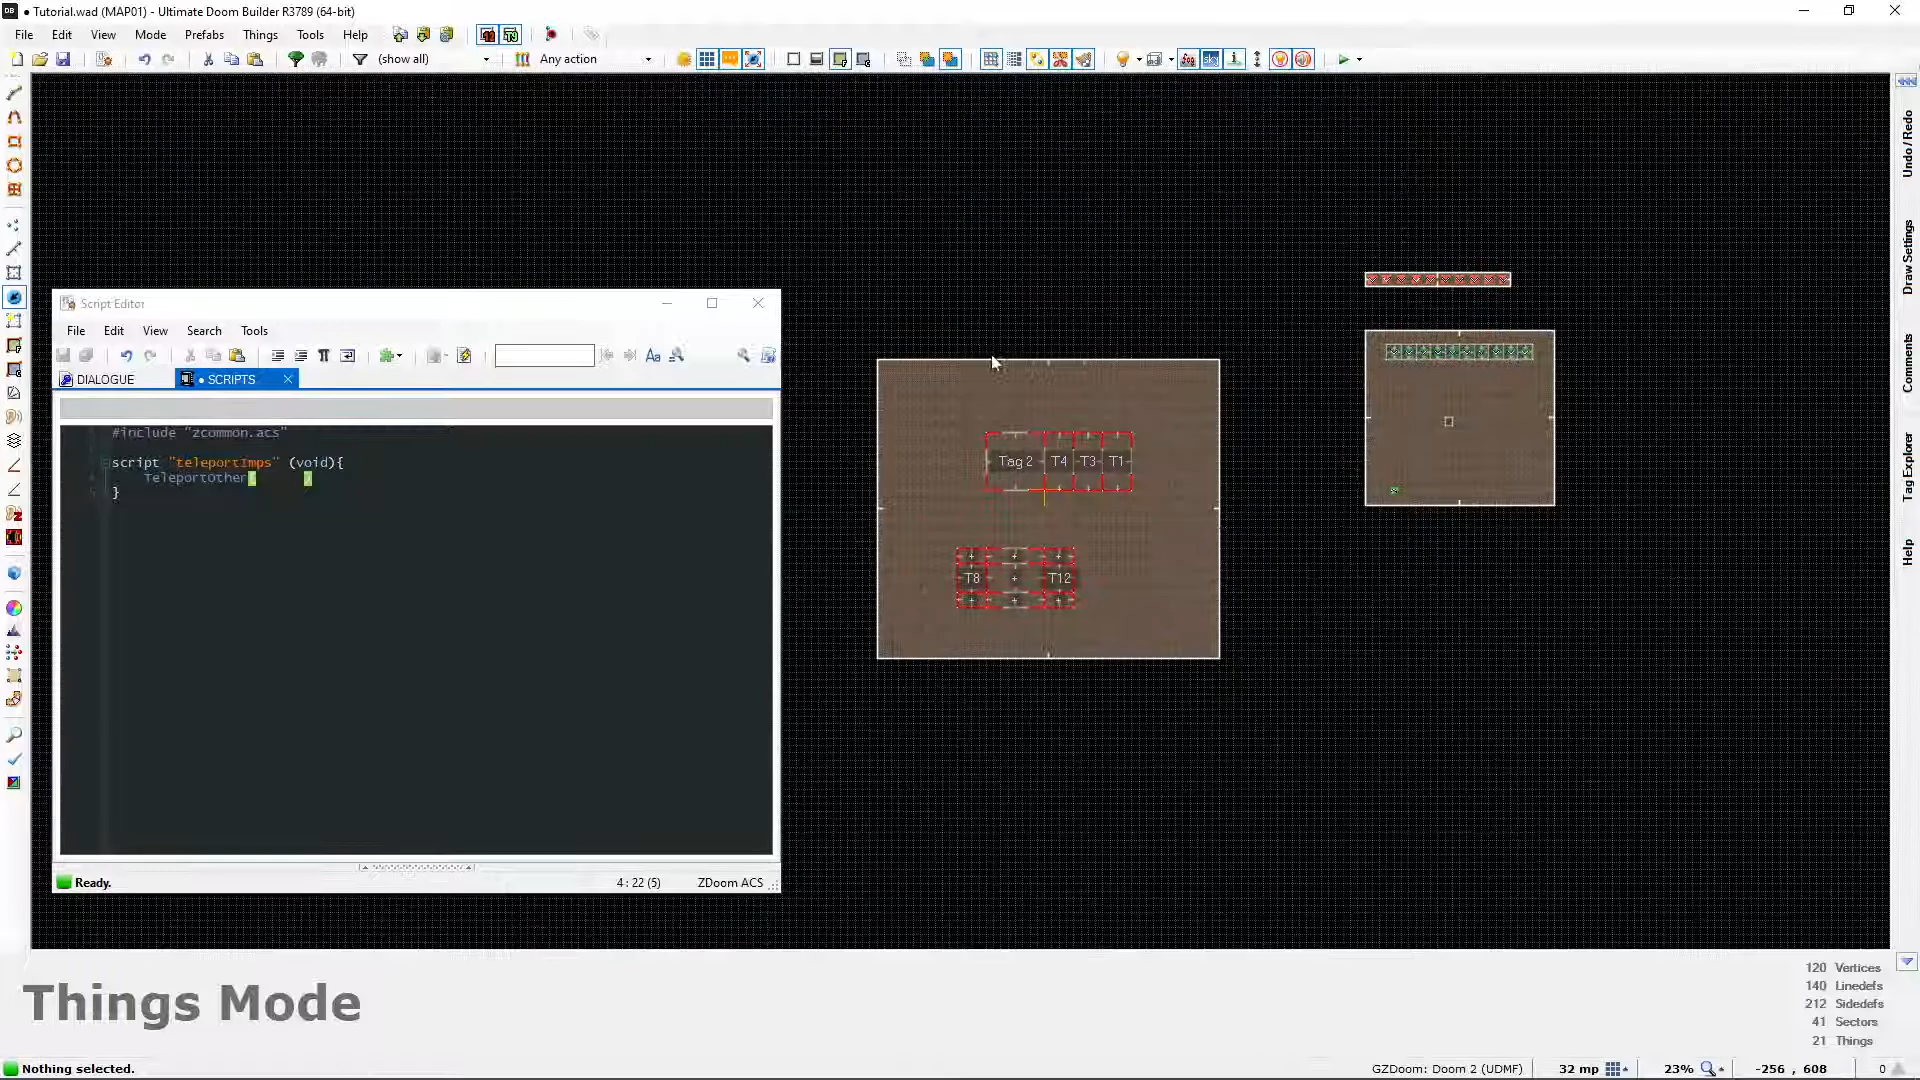 Tutorial.wad (MAP01) - Ultimate Doom Builder R3789 (64-bit)
File Edit View Mode Prefabs Things Tools Help
(show all) Any action
Undo / Redo
Draw Settings
Comments
Tag Explorer
Help
Script Editor
File Edit View Search Tools
DIALOGUE SCRIPTS
#include "zcommon.acs"
script "teleportImps" (void){
TeleportOther( )
}
Ready. 4 : 22 (5) ZDoom ACS
Tag 2 T4 T3 T1
T8 T12
Things Mode
120 Vertices
140 Linedefs
212 Sidedefs
41 Sectors
21 Things
Nothing selected. GZDoom: Doom 2 (UDMF) 32 mp 23% -256 , 608 0